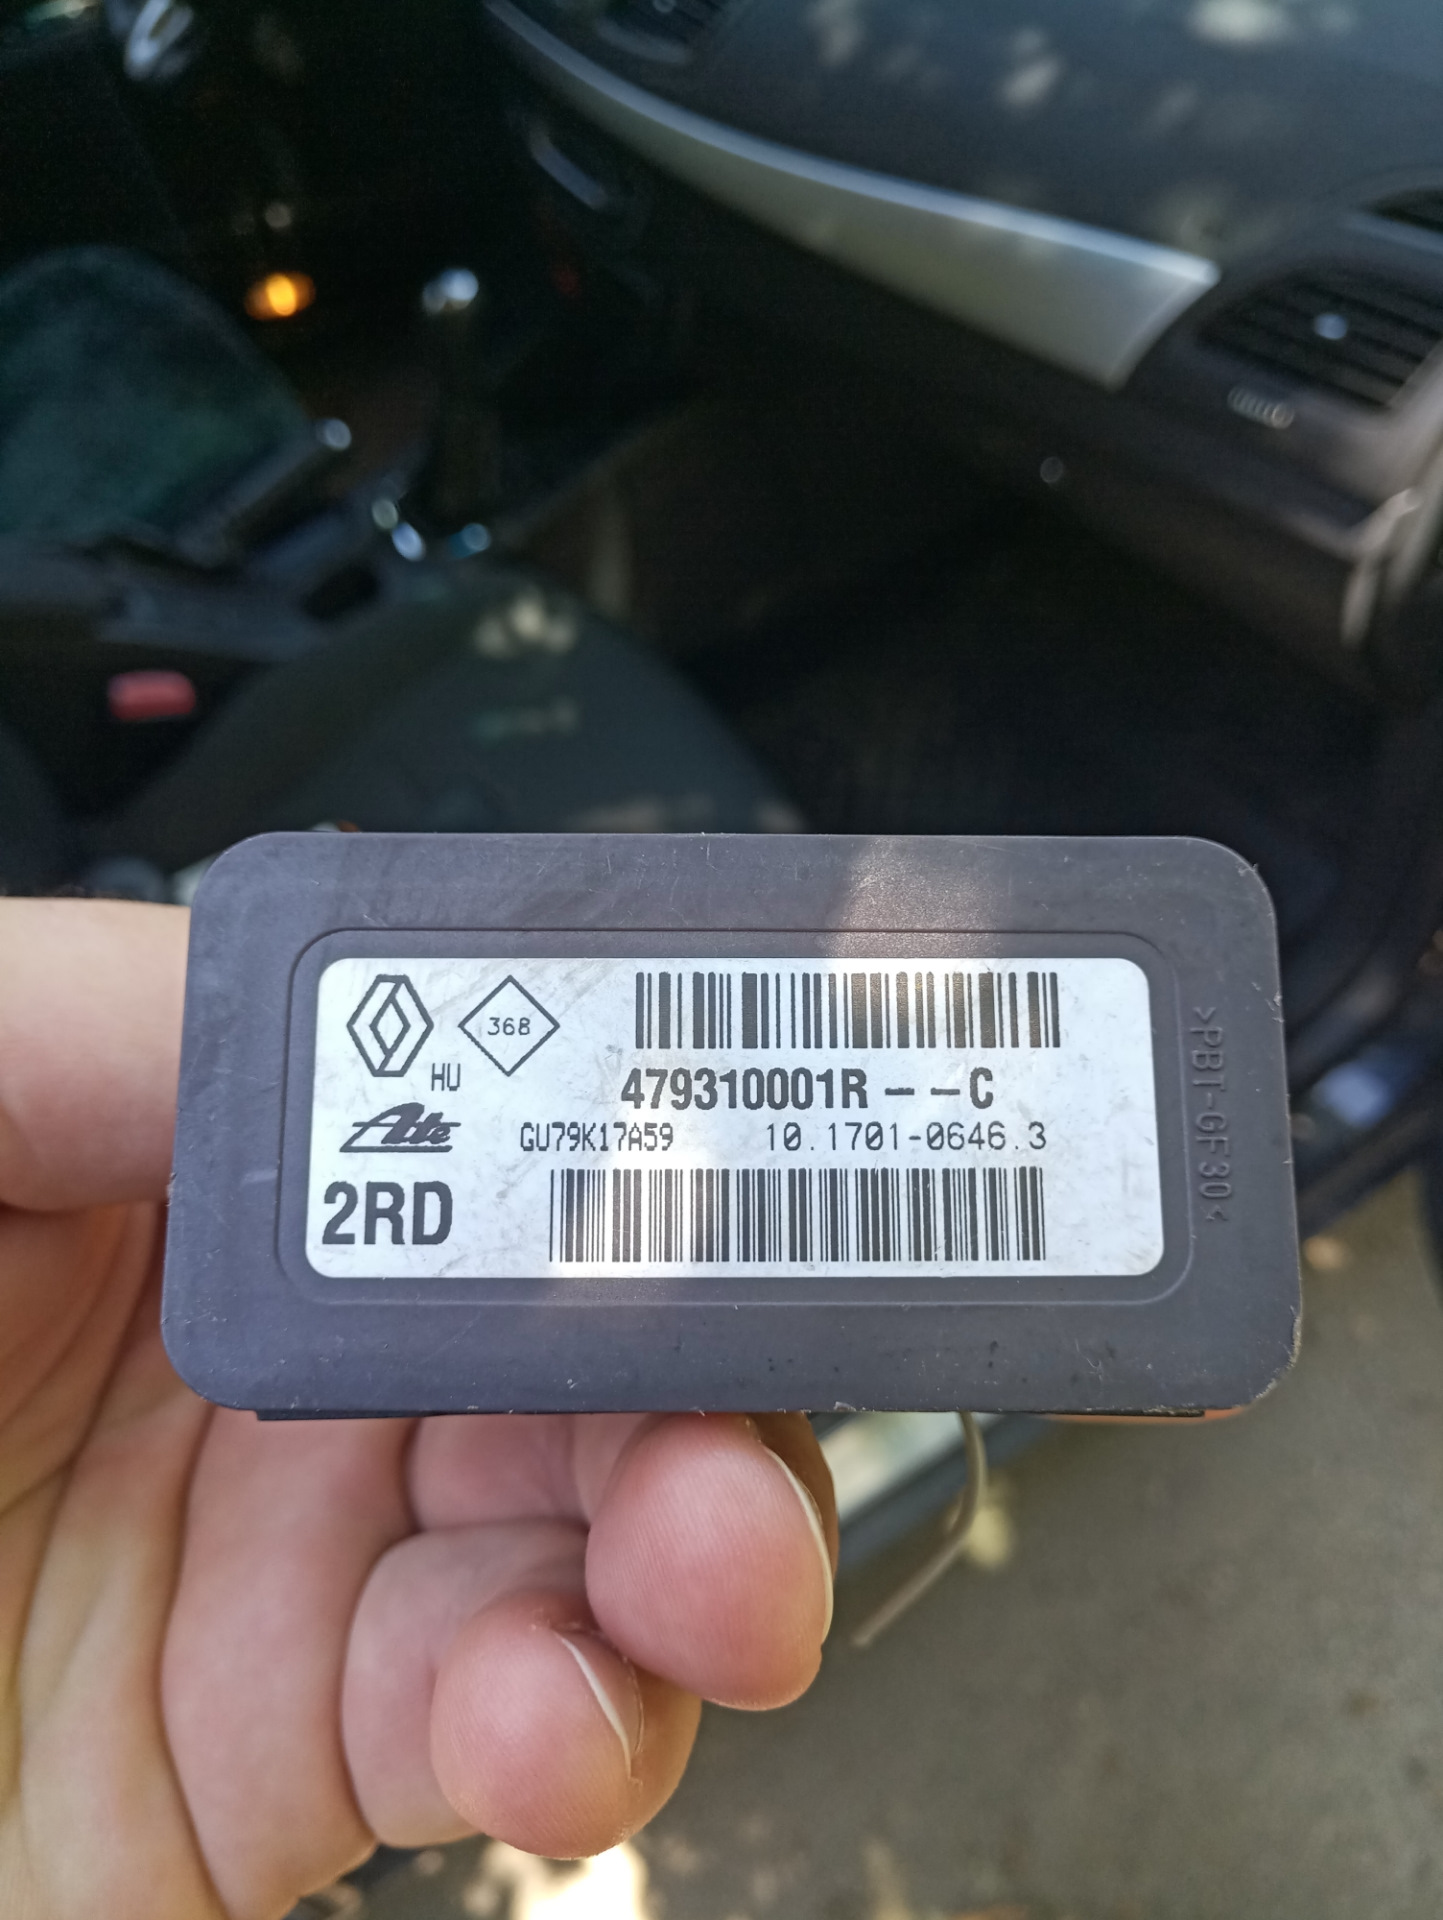 368
HU
479310001R – – C
Ate
GU79K17A59 10.1701-0646.3
2RD
>PBT-GF30<